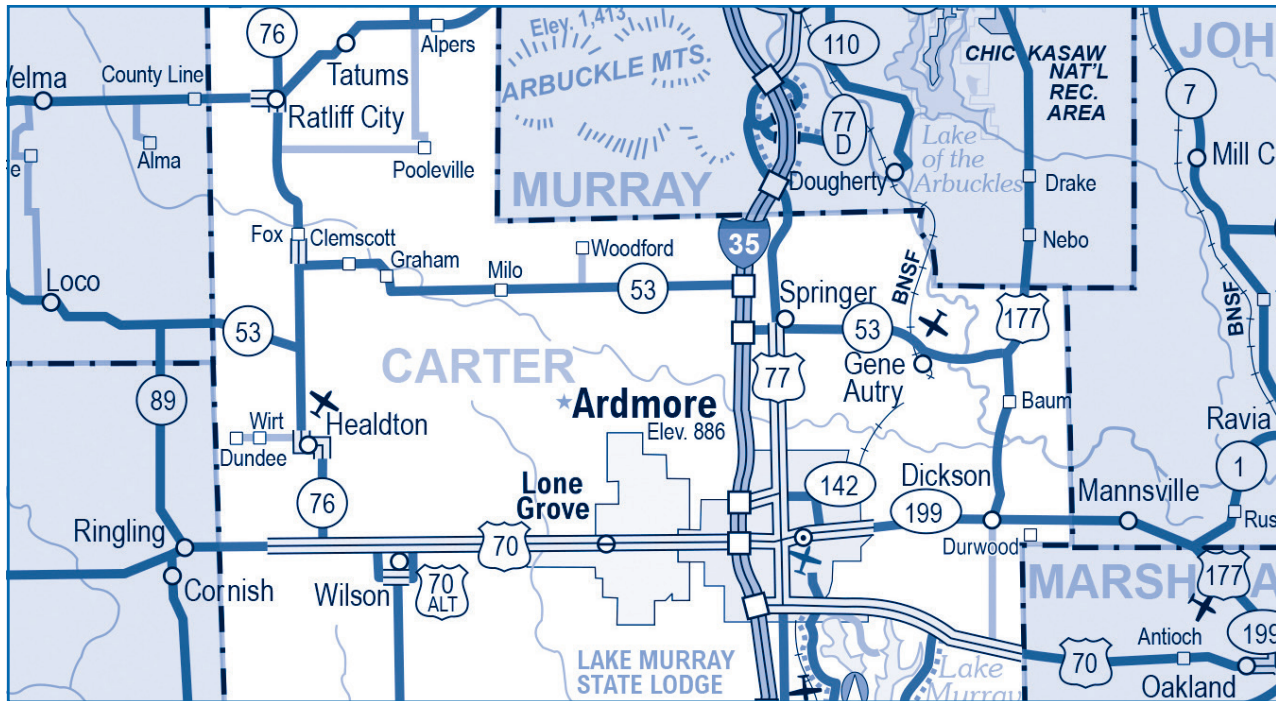 76
Alpers
Elev. 1,413
ARBUCKLE MTS.
110
CHICKASAW
NAT'L
REC.
AREA
7
Velma
County Line
Tatums
Ratliff City
77
D
Lake
of the
Arbuckles
Alma
Pooleville
MURRAY
Dougherty
Drake
Fox
Clemscott
Graham
Milo
Woodford
53
35
Nebo
BNSF
BNSF
Loco
53
Springer
53
177
Gene
Autry
CARTER
77
89
Ardmore
Elev. 886
Baum
Ravia
Wirt
Dundee
Healdton
Lone
Grove
142
Dickson
199
Mannsville
1
76
Ringling
70
Durwood
Cornish
Wilson
70
ALT
177
199
Antioch
70
Oakland
LAKE MURRAY
STATE LODGE
Lake
Murray